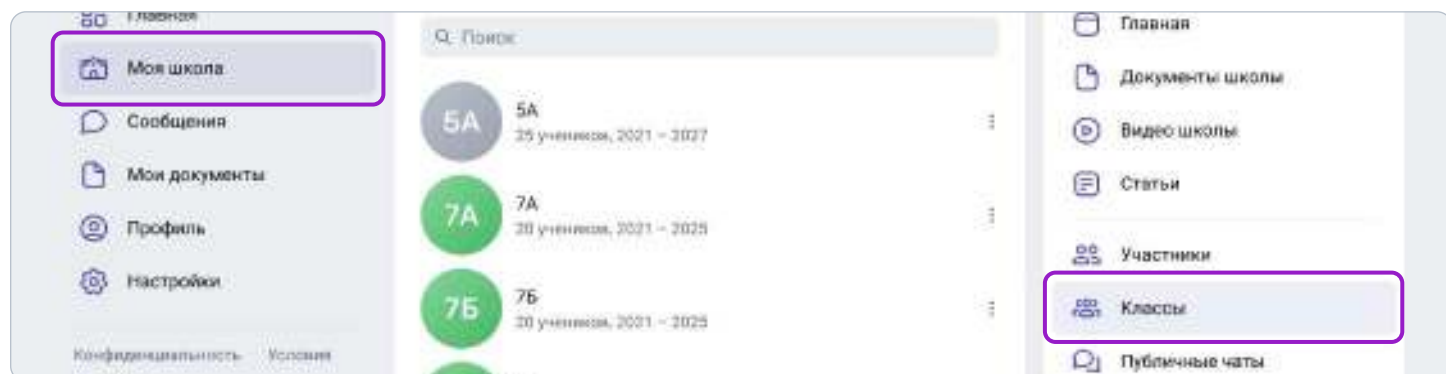 Главная
Моя школа
Сообщения
Мои документы
Профиль
Настройки
Конфиденциальность Условия
Поиск
5А
5А
25 учеников, 2021 – 2027
7А
7А
20 учеников, 2021 – 2025
7Б
7Б
20 учеников, 2021 – 2025
Главная
Документы школы
Видео школы
Статьи
Участники
Классы
Публичные чаты